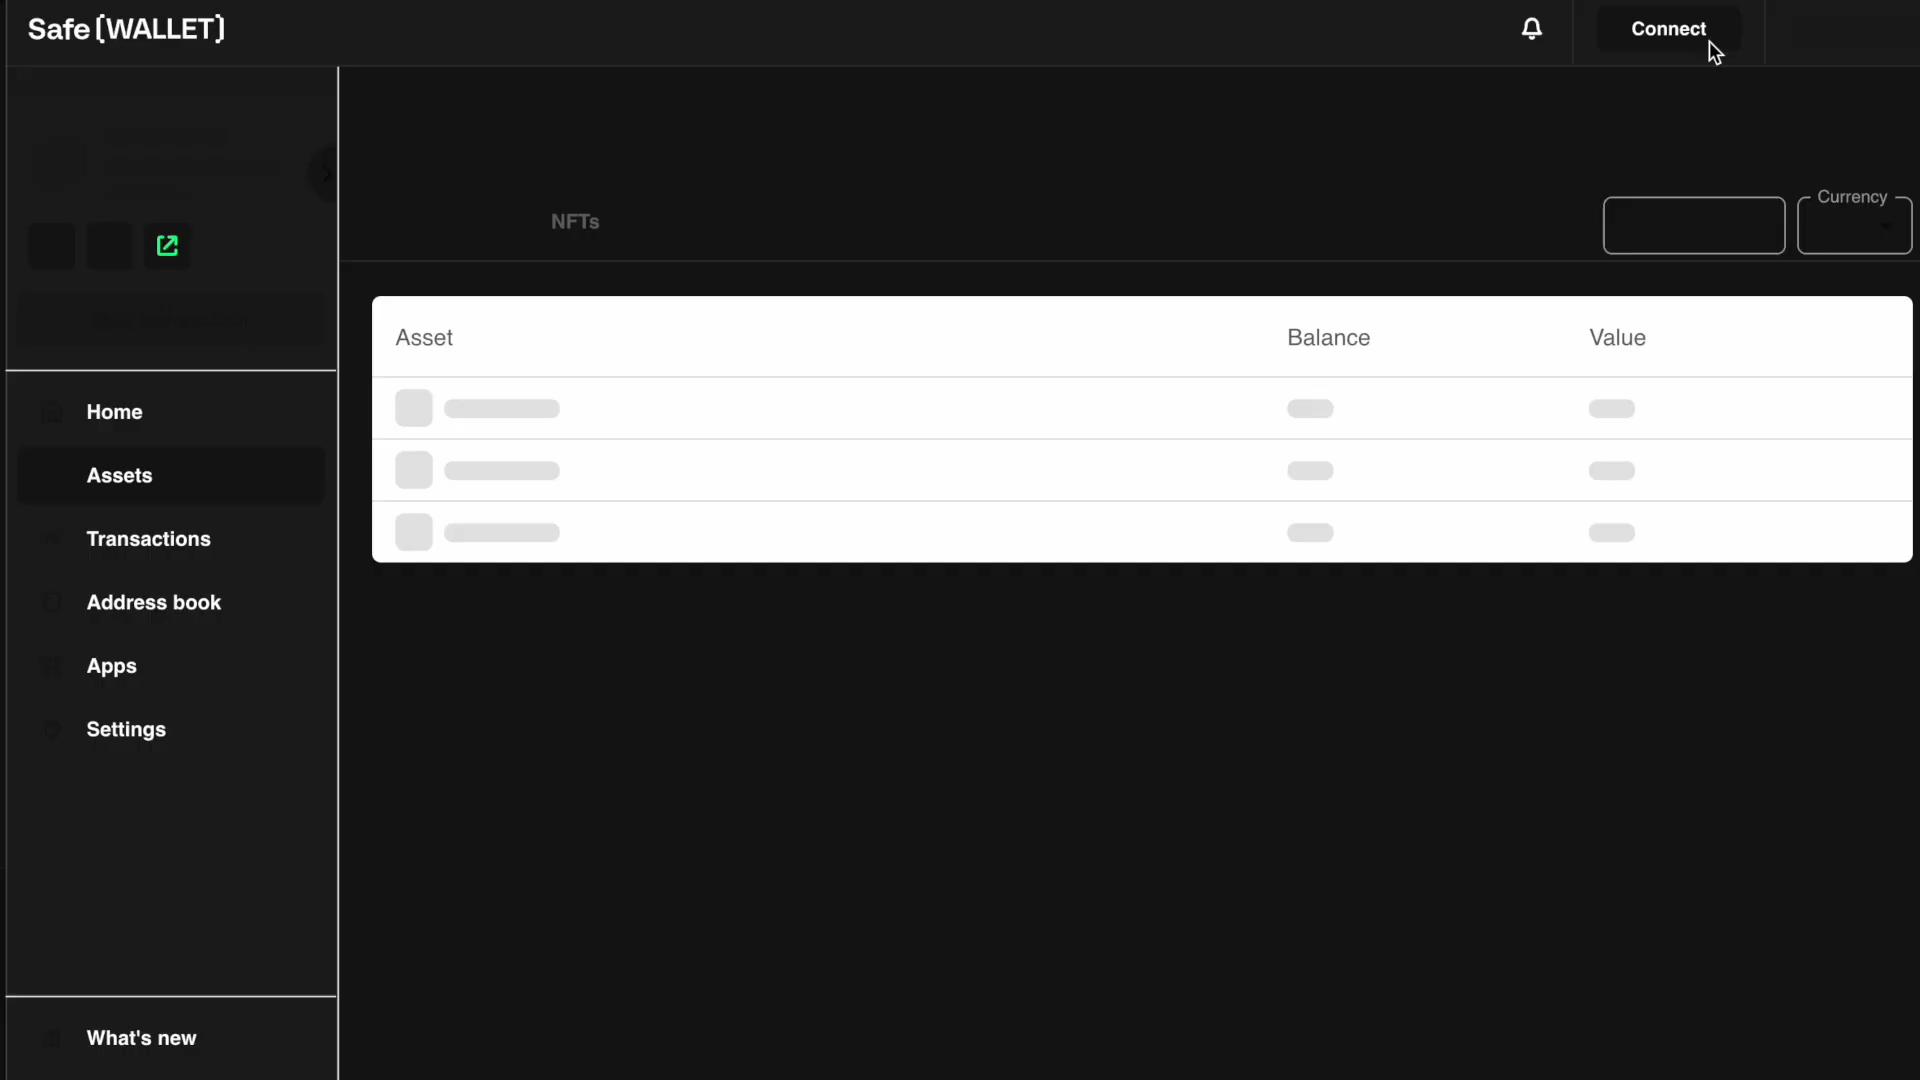 Safe{WALLET}
Connect
NFTs
Currency
Asset Balance Value
Home
Assets
Transactions
Address book
Apps
Settings
What's new